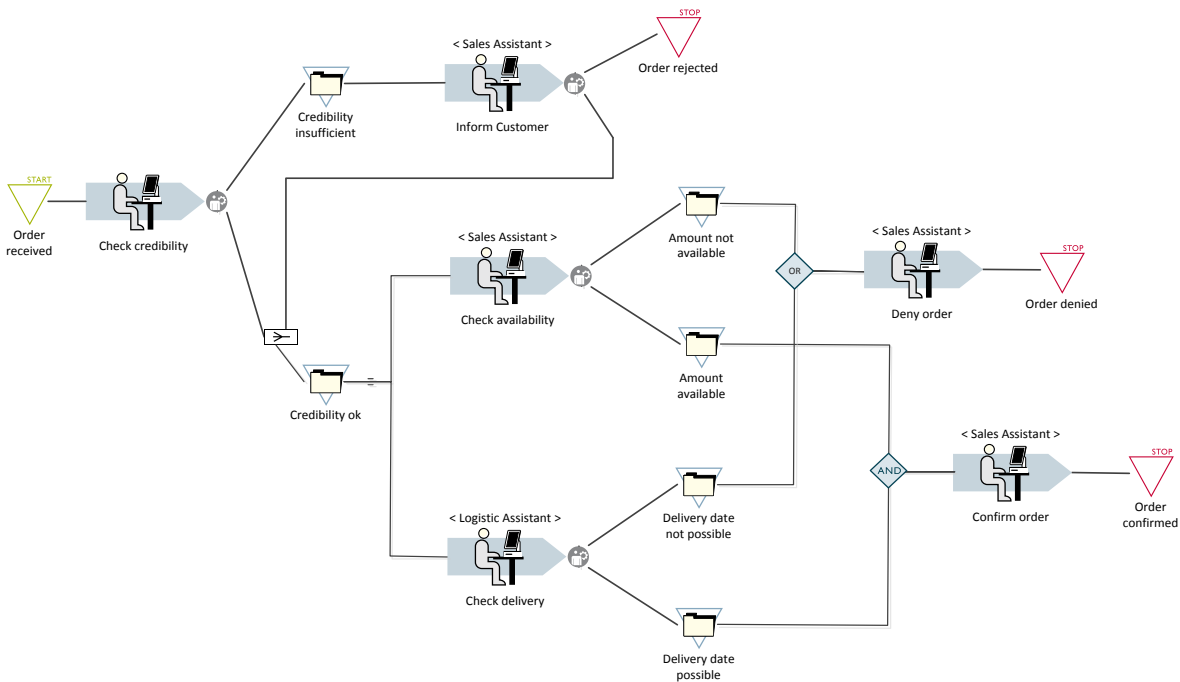 STOP
Order rejected
< Sales Assistant >
Inform Customer
Credibility
insufficient
START
Order
received
Check credibility
< Sales Assistant >
Check availability
Amount not
available
OR
< Sales Assistant >
Deny order
STOP
Order denied
Credibility ok
=
Amount
available
< Sales Assistant >
AND
Confirm order
STOP
Order
confirmed
Delivery date
not possible
< Logistic Assistant >
Check delivery
Delivery date
possible